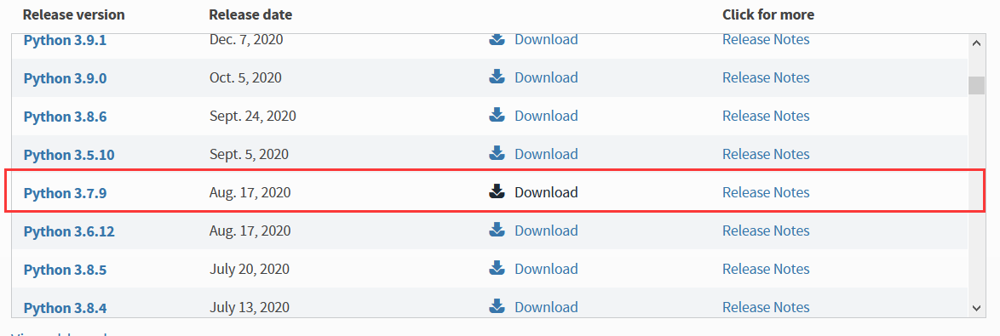 Release version Release date Click for more
Python 3.9.1 Dec. 7, 2020 Download Release Notes
Python 3.9.0 Oct. 5, 2020 Download Release Notes
Python 3.8.6 Sept. 24, 2020 Download Release Notes
Python 3.5.10 Sept. 5, 2020 Download Release Notes
Python 3.7.9 Aug. 17, 2020 Download Release Notes
Python 3.6.12 Aug. 17, 2020 Download Release Notes
Python 3.8.5 July 20, 2020 Download Release Notes
Python 3.8.4 July 13, 2020 Download Release Notes